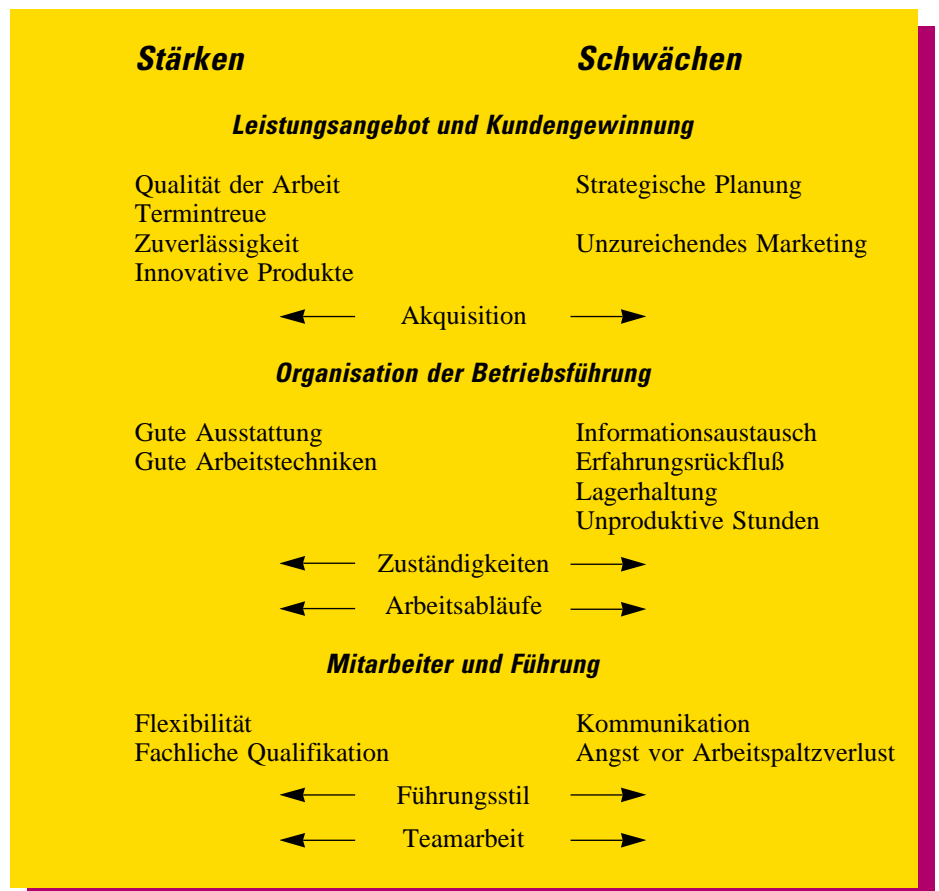 Stärken Schwächen
Leistungsangebot und Kundengewinnung
Qualität der Arbeit Strategische Planung
Termintreue
Zuverlässigkeit Unzureichendes Marketing
Innovative Produkte
Akquisition
Organisation der Betriebsführung
Gute Ausstattung Informationsaustausch
Gute Arbeitstechniken Erfahrungsrückfluß
Lagerhaltung
Unproduktive Stunden
Zuständigkeiten
Arbeitsabläufe
Mitarbeiter und Führung
Flexibilität Kommunikation
Fachliche Qualifikation Angst vor Arbeitspaltzverlust
Führungsstil
Teamarbeit